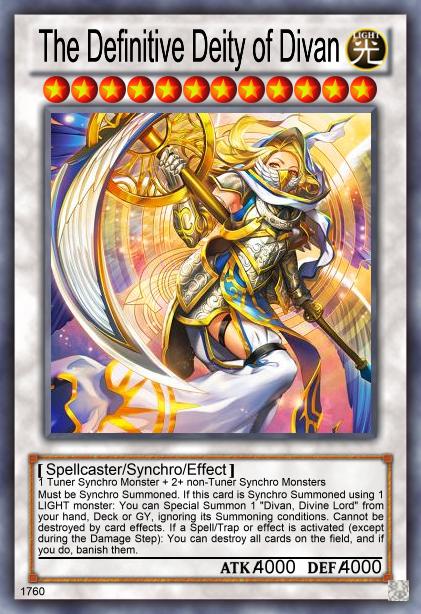 The Definitive Deity of Divan
LIGHT
光
[ Spellcaster/Synchro/Effect ]
1 Tuner Synchro Monster + 2+ non-Tuner Synchro Monsters
Must be Synchro Summoned. If this card is Synchro Summoned using 1
LIGHT monster: You can Special Summon 1 "Divan, Divine Lord" from
your hand, Deck or GY, ignoring its Summoning conditions. Cannot be
destroyed by card effects. If a Spell/Trap or effect is activated (except
during the Damage Step): You can destroy all cards on the field, and if
you do, banish them.
ATK 4000 DEF 4000
1760